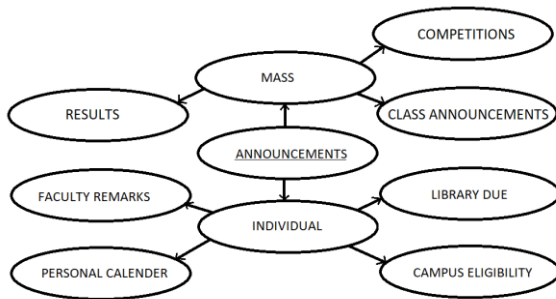 COMPETITIONS
MASS
RESULTS
CLASS ANNOUNCEMENTS
ANNOUNCEMENTS
FACULTY REMARKS
LIBRARY DUE
INDIVIDUAL
PERSONAL CALENDER
CAMPUS ELIGIBILITY